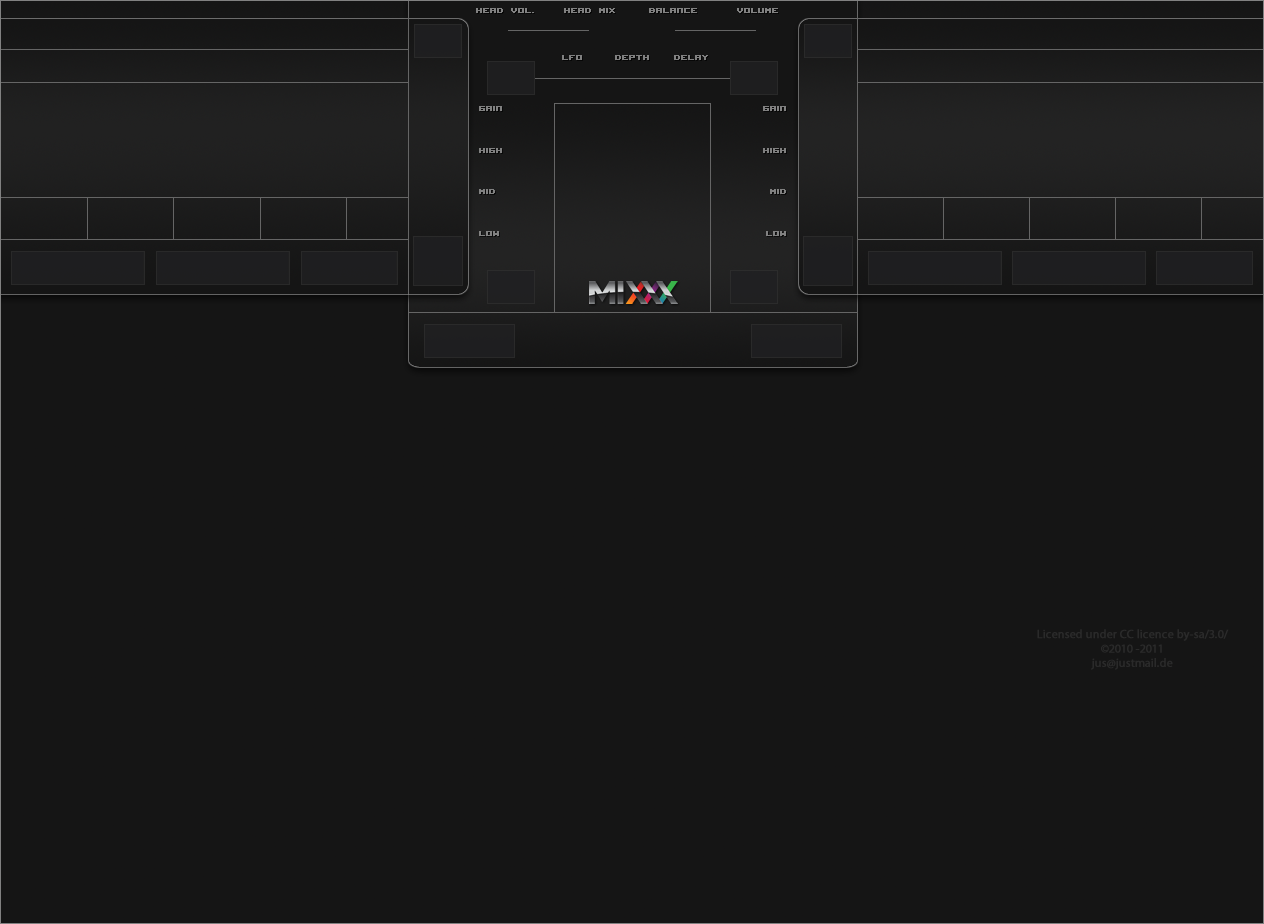 HEAD VOL. HEAD MIX BALANCE VOLUME
LFO DEPTH DELAY
GAIN GAIN
HIGH HIGH
MID MID
LOW LOW
MIXXX
Licensed under CC licence by-sa/3.0/
©2010 -2011
jus@justmail.de